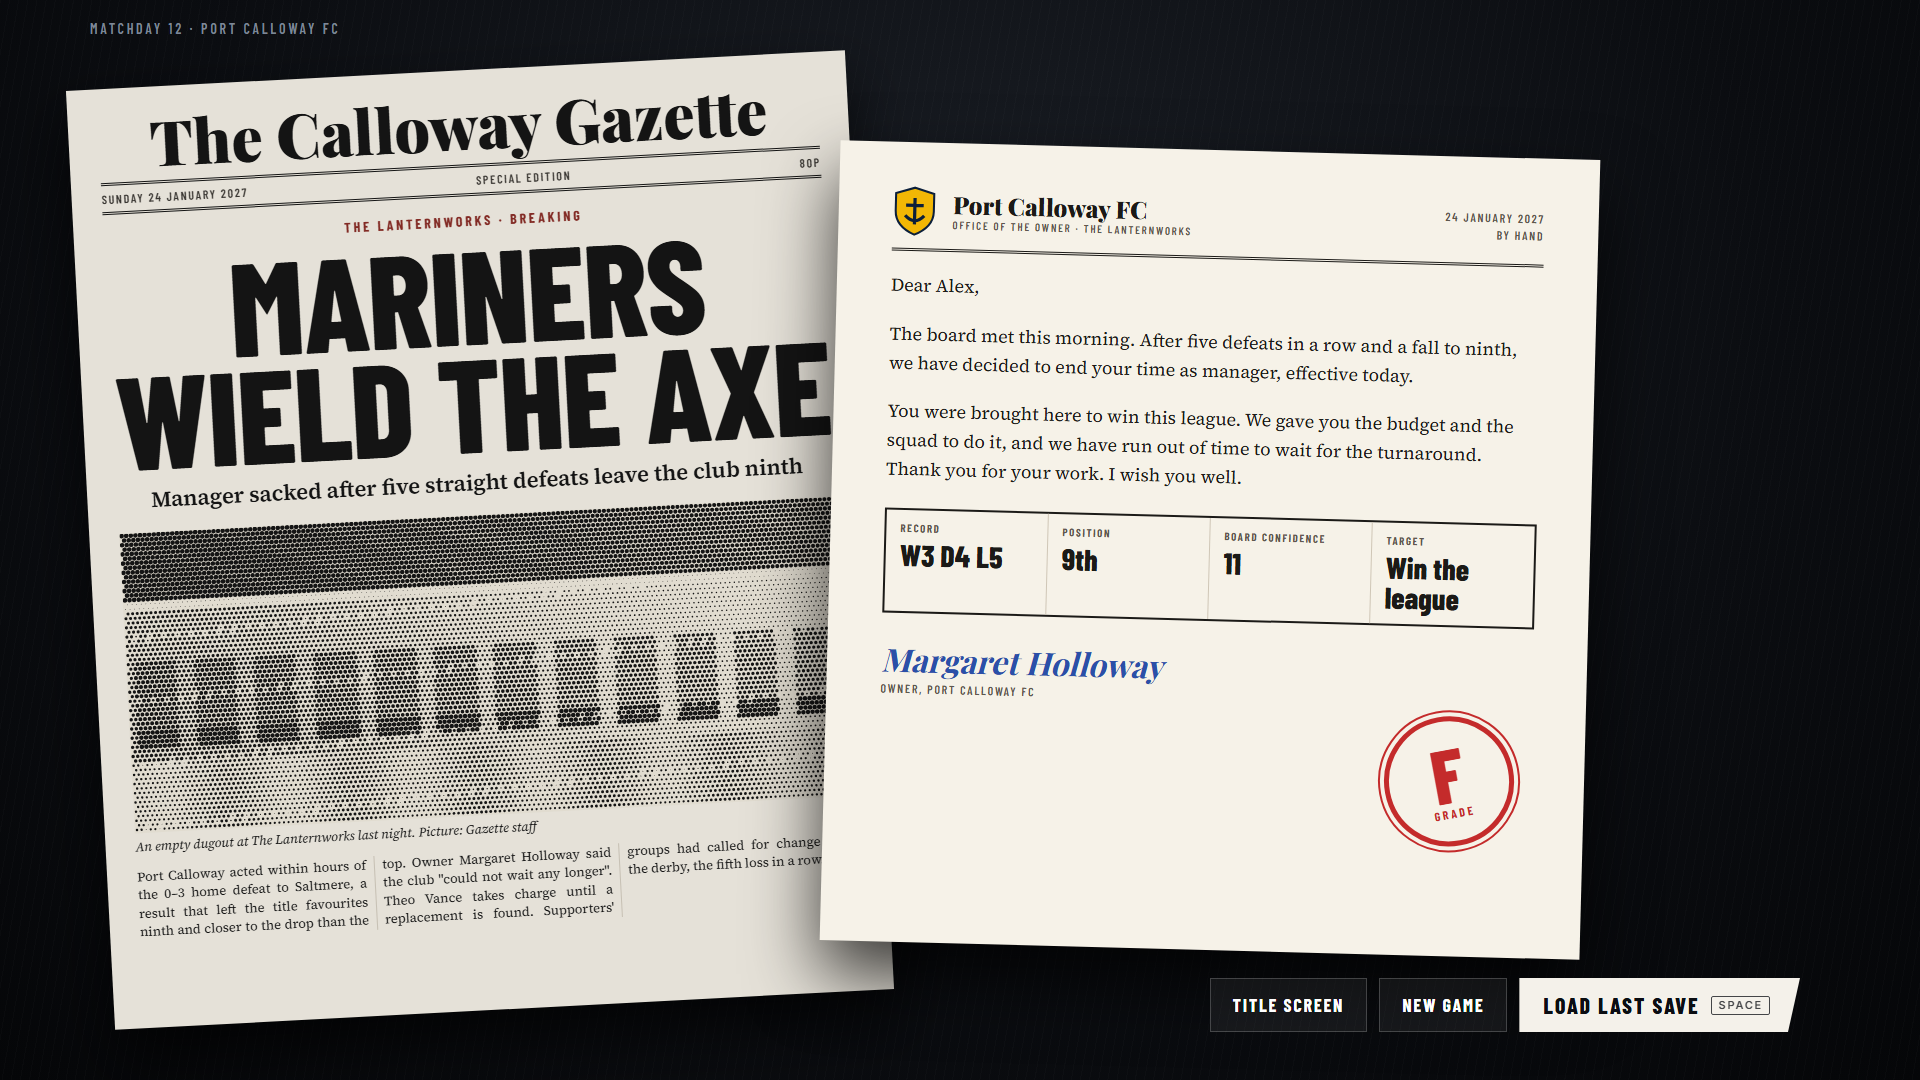 MATCHDAY 12 · PORT CALLOWAY FC
The Calloway Gazette
SUNDAY 24 JANUARY 2027
SPECIAL EDITION
80P
THE LANTERNWORKS · BREAKING
MARINERS
WIELD THE AXE
Manager sacked after five straight defeats leave the club ninth
An empty dugout at The Lanternworks last night. Picture: Gazette staff
Port Calloway acted within hours of
the 0–3 home defeat to Saltmere, a
result that left the title favourites
ninth and closer to the drop than the
top. Owner Margaret Holloway said
the club "could not wait any longer".
Theo Vance takes charge until a
replacement is found. Supporters'
groups had called for change
the derby, the fifth loss in a row
Port Calloway FC
OFFICE OF THE OWNER · THE LANTERNWORKS
24 JANUARY 2027
BY HAND
Dear Alex,
The board met this morning. After five defeats in a row and a fall to ninth,
we have decided to end your time as manager, effective today.
You were brought here to win this league. We gave you the budget and the
squad to do it, and we have run out of time to wait for the turnaround.
Thank you for your work. I wish you well.
RECORD
W3 D4 L5
POSITION
9th
BOARD CONFIDENCE
11
TARGET
Win the
league
Margaret Holloway
OWNER, PORT CALLOWAY FC
F
GRADE
TITLE SCREEN
NEW GAME
LOAD LAST SAVE SPACE